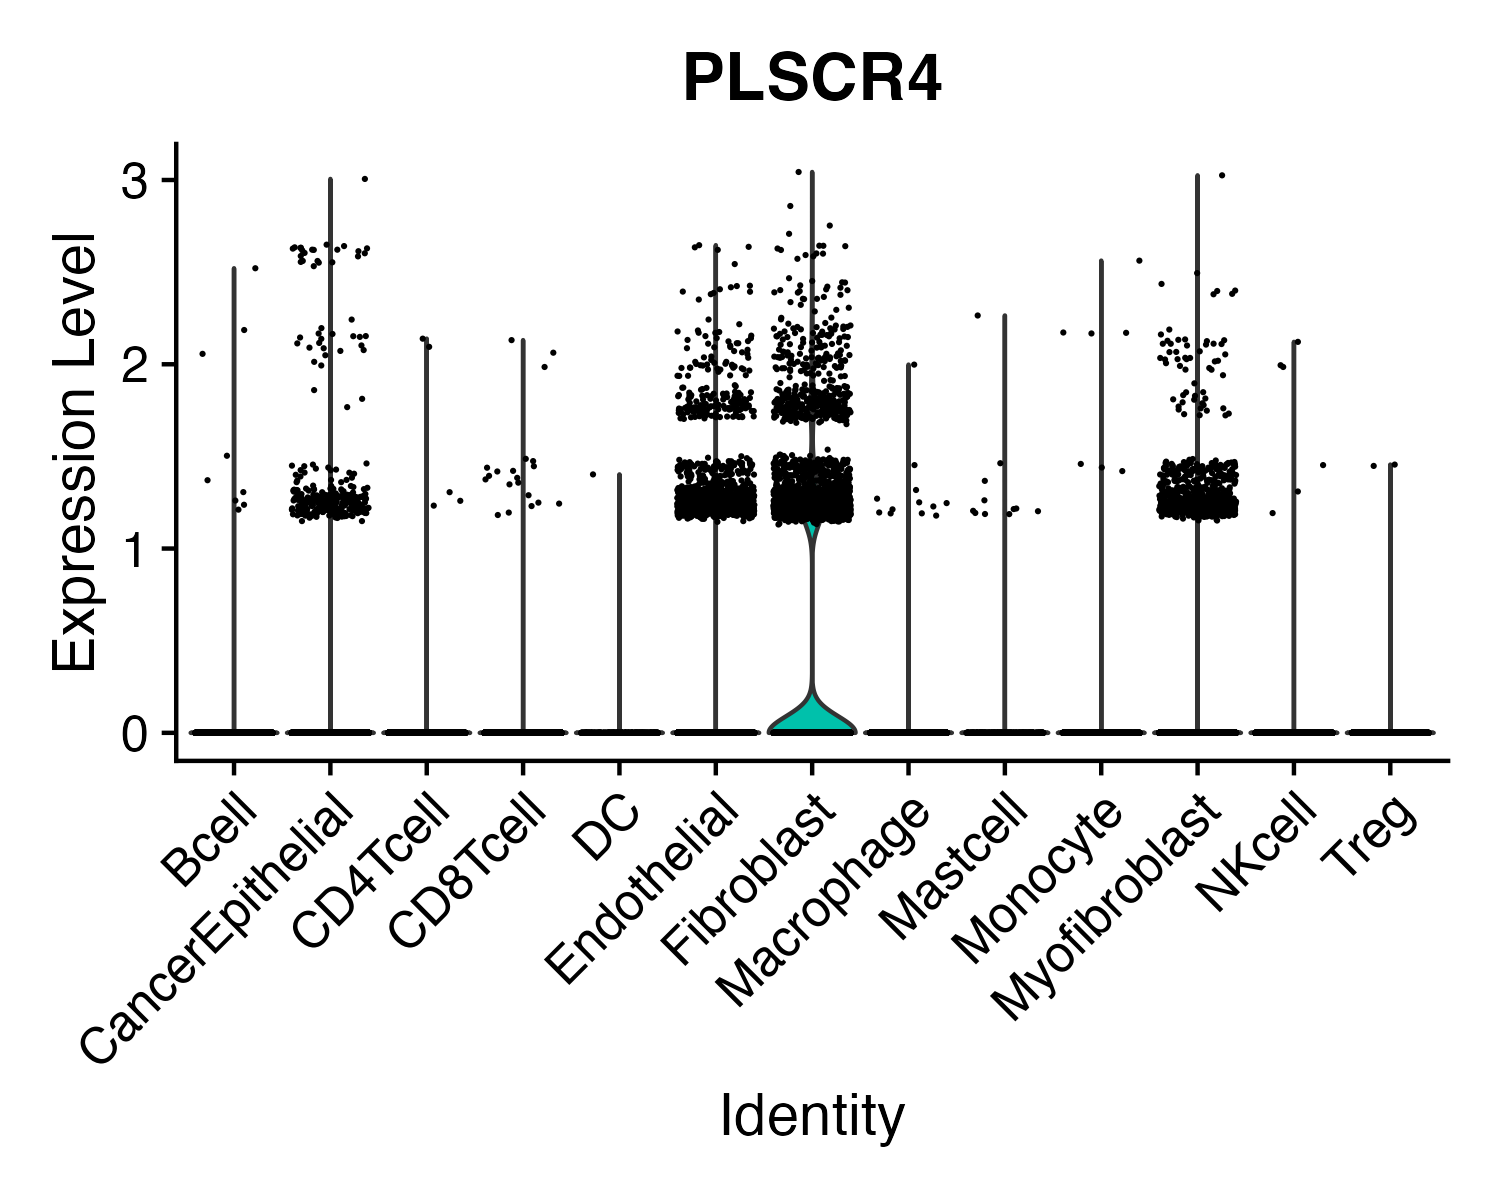 PLSCR4
Expression Level
3
2
1
0
Bcell
CancerEpithelial
CD4Tcell
CD8Tcell
DC
Endothelial
Fibroblast
Macrophage
Mastcell
Monocyte
Myofibroblast
NKcell
Treg
Identity